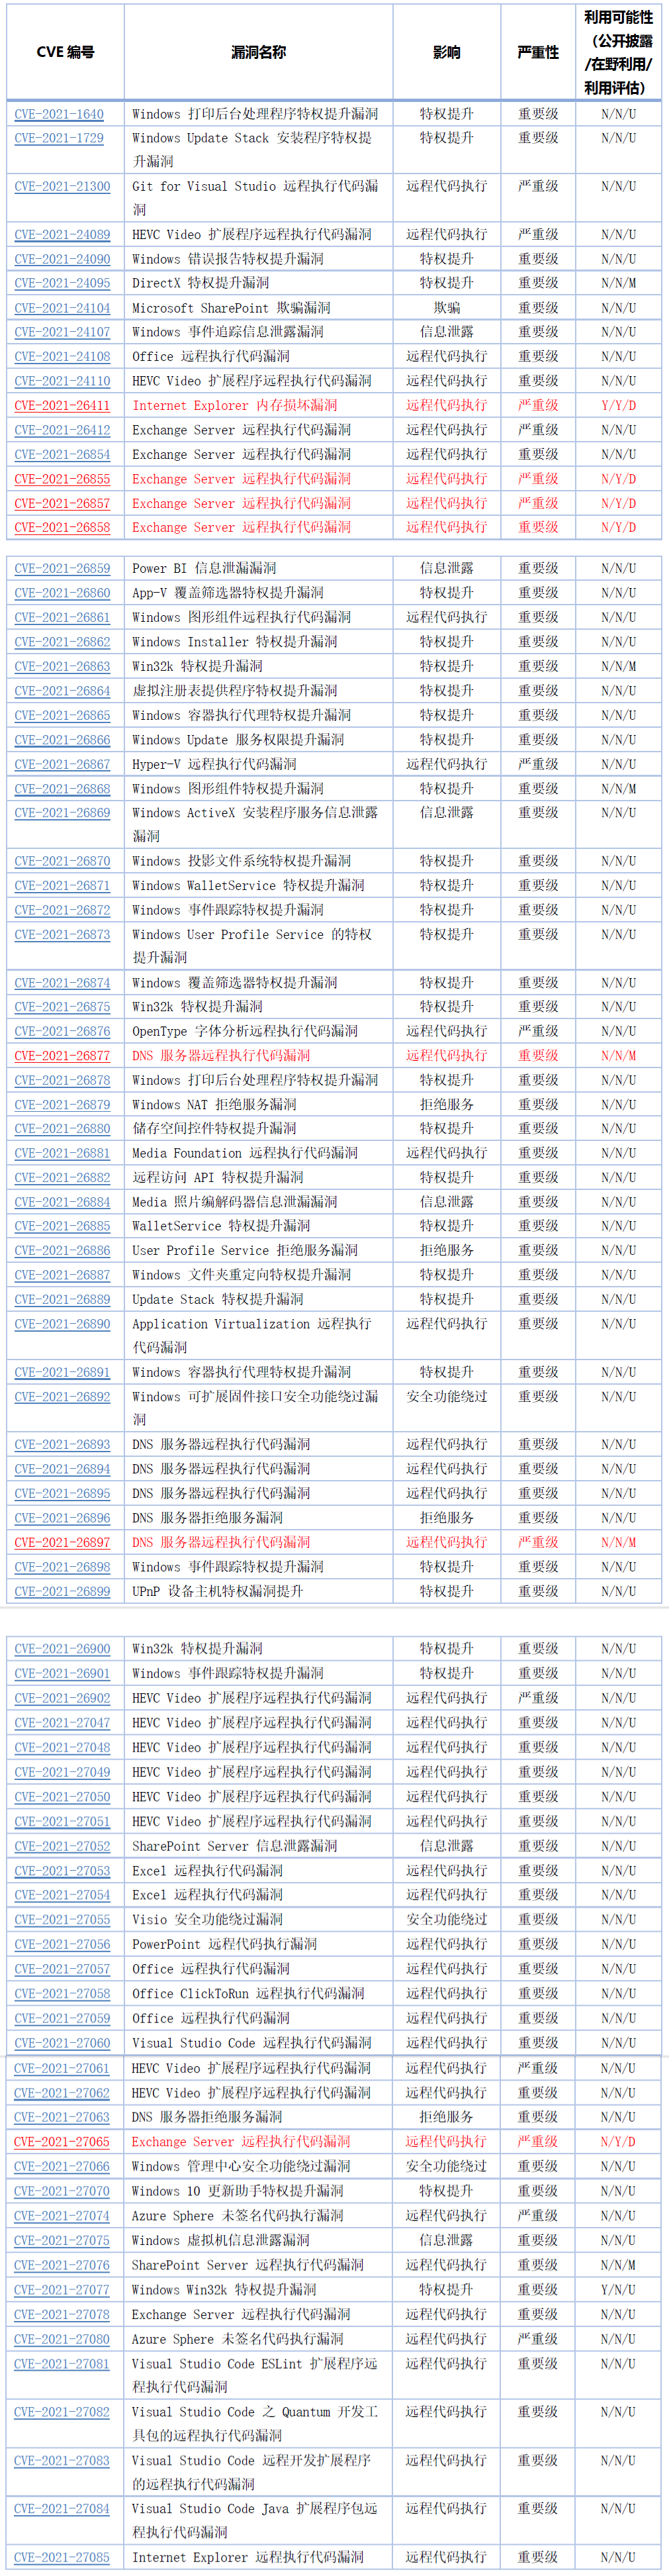 CVE 编号 漏洞名称 影响 严重性 利用可能性
（公开披露
/在野利用/
利用评估）
CVE-2021-1640 Windows 打印后台处理程序特权提升漏洞 特权提升 重要级 N/N/U
CVE-2021-1729 Windows Update Stack 安装程序特权提 特权提升 重要级 N/N/U
升漏洞
CVE-2021-21300 Git for Visual Studio 远程执行代码漏 远程代码执行 严重级 N/N/U
洞
CVE-2021-24089 HEVC Video 扩展程序远程执行代码漏洞 远程代码执行 严重级 N/N/U
CVE-2021-24090 Windows 错误报告特权提升漏洞 特权提升 重要级 N/N/U
CVE-2021-24095 DirectX 特权提升漏洞 特权提升 重要级 N/N/M
CVE-2021-24104 Microsoft SharePoint 欺骗漏洞 欺骗 重要级 N/N/U
CVE-2021-24107 Windows 事件追踪信息泄露漏洞 信息泄露 重要级 N/N/U
CVE-2021-24108 Office 远程执行代码漏洞 远程代码执行 重要级 N/N/U
CVE-2021-24110 HEVC Video 扩展程序远程执行代码漏洞 远程代码执行 重要级 N/N/U
CVE-2021-26411 Internet Explorer 内存损坏漏洞 远程代码执行 严重级 Y/Y/D
CVE-2021-26412 Exchange Server 远程执行代码漏洞 远程代码执行 严重级 N/N/U
CVE-2021-26854 Exchange Server 远程执行代码漏洞 远程代码执行 重要级 N/N/U
CVE-2021-26855 Exchange Server 远程执行代码漏洞 远程代码执行 严重级 N/Y/D
CVE-2021-26857 Exchange Server 远程执行代码漏洞 远程代码执行 严重级 N/Y/D
CVE-2021-26858 Exchange Server 远程执行代码漏洞 远程代码执行 重要级 N/Y/D
CVE-2021-26859 Power BI 信息泄漏漏洞 信息泄露 重要级 N/N/U
CVE-2021-26860 App-V 覆盖筛选器特权提升漏洞 特权提升 重要级 N/N/U
CVE-2021-26861 Windows 图形组件远程执行代码漏洞 远程代码执行 重要级 N/N/U
CVE-2021-26862 Windows Installer 特权提升漏洞 特权提升 重要级 N/N/U
CVE-2021-26863 Win32k 特权提升漏洞 特权提升 重要级 N/N/M
CVE-2021-26864 虚拟注册表提供程序特权提升漏洞 特权提升 重要级 N/N/U
CVE-2021-26865 Windows 容器执行代理特权提升漏洞 特权提升 重要级 N/N/U
CVE-2021-26866 Windows Update 服务权限提升漏洞 特权提升 重要级 N/N/U
CVE-2021-26867 Hyper-V 远程执行代码漏洞 远程代码执行 严重级 N/N/U
CVE-2021-26868 Windows 图形组件特权提升漏洞 特权提升 重要级 N/N/M
CVE-2021-26869 Windows ActiveX 安装程序服务信息泄露 信息泄露 重要级 N/N/U
漏洞
CVE-2021-26870 Windows 投影文件系统特权提升漏洞 特权提升 重要级 N/N/U
CVE-2021-26871 Windows WalletService 特权提升漏洞 特权提升 重要级 N/N/U
CVE-2021-26872 Windows 事件跟踪特权提升漏洞 特权提升 重要级 N/N/U
CVE-2021-26873 Windows User Profile Service 的特权 特权提升 重要级 N/N/U
提升漏洞
CVE-2021-26874 Windows 覆盖筛选器特权提升漏洞 特权提升 重要级 N/N/U
CVE-2021-26875 Win32k 特权提升漏洞 特权提升 重要级 N/N/U
CVE-2021-26876 OpenType 字体分析远程执行代码漏洞 远程代码执行 严重级 N/N/U
CVE-2021-26877 DNS 服务器远程执行代码漏洞 远程代码执行 重要级 N/N/M
CVE-2021-26878 Windows 打印后台处理程序特权提升漏洞 特权提升 重要级 N/N/U
CVE-2021-26879 Windows NAT 拒绝服务漏洞 拒绝服务 重要级 N/N/U
CVE-2021-26880 储存空间控件特权提升漏洞 特权提升 重要级 N/N/U
CVE-2021-26881 Media Foundation 远程执行代码漏洞 远程代码执行 重要级 N/N/U
CVE-2021-26882 远程访问 API 特权提升漏洞 特权提升 重要级 N/N/U
CVE-2021-26884 Media 照片编解码器信息泄漏漏洞 信息泄露 重要级 N/N/U
CVE-2021-26885 WalletService 特权提升漏洞 特权提升 重要级 N/N/U
CVE-2021-26886 User Profile Service 拒绝服务漏洞 拒绝服务 重要级 N/N/U
CVE-2021-26887 Windows 文件夹重定向特权提升漏洞 特权提升 重要级 N/N/U
CVE-2021-26889 Update Stack 特权提升漏洞 特权提升 重要级 N/N/U
CVE-2021-26890 Application Virtualization 远程执行 远程代码执行 重要级 N/N/U
代码漏洞
CVE-2021-26891 Windows 容器执行代理特权提升漏洞 特权提升 重要级 N/N/U
CVE-2021-26892 Windows 可扩展固件接口安全功能绕过漏 安全功能绕过 重要级 N/N/U
洞
CVE-2021-26893 DNS 服务器远程执行代码漏洞 远程代码执行 重要级 N/N/U
CVE-2021-26894 DNS 服务器远程执行代码漏洞 远程代码执行 重要级 N/N/U
CVE-2021-26895 DNS 服务器远程执行代码漏洞 远程代码执行 重要级 N/N/U
CVE-2021-26896 DNS 服务器拒绝服务漏洞 拒绝服务 重要级 N/N/U
CVE-2021-26897 DNS 服务器远程执行代码漏洞 远程代码执行 严重级 N/N/M
CVE-2021-26898 Windows 事件跟踪特权提升漏洞 特权提升 重要级 N/N/U
CVE-2021-26899 UPnP 设备主机特权漏洞提升 特权提升 重要级 N/N/U
CVE-2021-26900 Win32k 特权提升漏洞 特权提升 重要级 N/N/U
CVE-2021-26901 Windows 事件跟踪特权提升漏洞 特权提升 重要级 N/N/U
CVE-2021-26902 HEVC Video 扩展程序远程执行代码漏洞 远程代码执行 严重级 N/N/U
CVE-2021-27047 HEVC Video 扩展程序远程执行代码漏洞 远程代码执行 重要级 N/N/U
CVE-2021-27048 HEVC Video 扩展程序远程执行代码漏洞 远程代码执行 重要级 N/N/U
CVE-2021-27049 HEVC Video 扩展程序远程执行代码漏洞 远程代码执行 重要级 N/N/U
CVE-2021-27050 HEVC Video 扩展程序远程执行代码漏洞 远程代码执行 重要级 N/N/U
CVE-2021-27051 HEVC Video 扩展程序远程执行代码漏洞 远程代码执行 重要级 N/N/U
CVE-2021-27052 SharePoint Server 信息泄露漏洞 信息泄露 重要级 N/N/U
CVE-2021-27053 Excel 远程执行代码漏洞 远程代码执行 重要级 N/N/U
CVE-2021-27054 Excel 远程执行代码漏洞 远程代码执行 重要级 N/N/U
CVE-2021-27055 Visio 安全功能绕过漏洞 安全功能绕过 重要级 N/N/U
CVE-2021-27056 PowerPoint 远程代码执行漏洞 远程代码执行 重要级 N/N/U
CVE-2021-27057 Office 远程执行代码漏洞 远程代码执行 重要级 N/N/U
CVE-2021-27058 Office ClickToRun 远程执行代码漏洞 远程代码执行 重要级 N/N/U
CVE-2021-27059 Office 远程执行代码漏洞 远程代码执行 重要级 N/N/U
CVE-2021-27060 Visual Studio Code 远程执行代码漏洞 远程代码执行 重要级 N/N/U
CVE-2021-27061 HEVC Video 扩展程序远程执行代码漏洞 远程代码执行 严重级 N/N/U
CVE-2021-27062 HEVC Video 扩展程序远程执行代码漏洞 远程代码执行 重要级 N/N/U
CVE-2021-27063 DNS 服务器拒绝服务漏洞 拒绝服务 重要级 N/N/U
CVE-2021-27065 Exchange Server 远程执行代码漏洞 远程代码执行 严重级 N/Y/D
CVE-2021-27066 Windows 管理中心安全功能绕过漏洞 安全功能绕过 重要级 N/N/U
CVE-2021-27070 Windows 10 更新助手特权提升漏洞 特权提升 重要级 N/N/U
CVE-2021-27074 Azure Sphere 未签名代码执行漏洞 远程代码执行 严重级 N/N/U
CVE-2021-27075 Windows 虚拟机信息泄露漏洞 信息泄露 重要级 N/N/U
CVE-2021-27076 SharePoint Server 远程执行代码漏洞 远程代码执行 重要级 N/N/M
CVE-2021-27077 Windows Win32k 特权提升漏洞 特权提升 重要级 Y/N/U
CVE-2021-27078 Exchange Server 远程执行代码漏洞 远程代码执行 重要级 N/N/U
CVE-2021-27080 Azure Sphere 未签名代码执行漏洞 远程代码执行 严重级 N/N/U
CVE-2021-27081 Visual Studio Code ESLint 扩展程序远 远程代码执行 重要级 N/N/U
程执行代码漏洞
CVE-2021-27082 Visual Studio Code 之 Quantum 开发工 远程代码执行 重要级 N/N/U
具包的远程执行代码漏洞
CVE-2021-27083 Visual Studio Code 远程开发扩展程序 远程代码执行 重要级 N/N/U
的远程执行代码漏洞
CVE-2021-27084 Visual Studio Code Java 扩展程序包远 远程代码执行 重要级 N/N/U
程执行代码漏洞
CVE-2021-27085 Internet Explorer 远程执行代码漏洞 远程代码执行 重要级 N/N/U